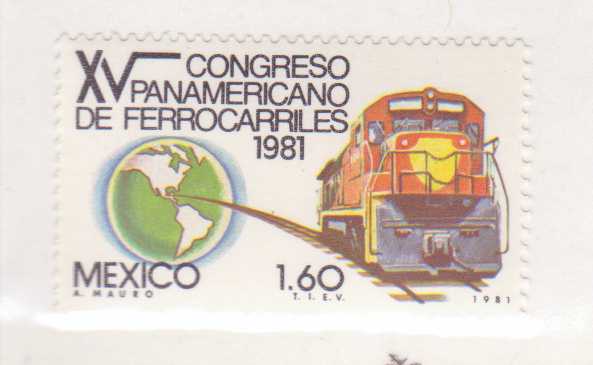 XV CONGRESO
PANAMERICANO
DE FERROCARRILES
1981
MEXICO
1.60
A. MAURO
T. I. E. V.
1981